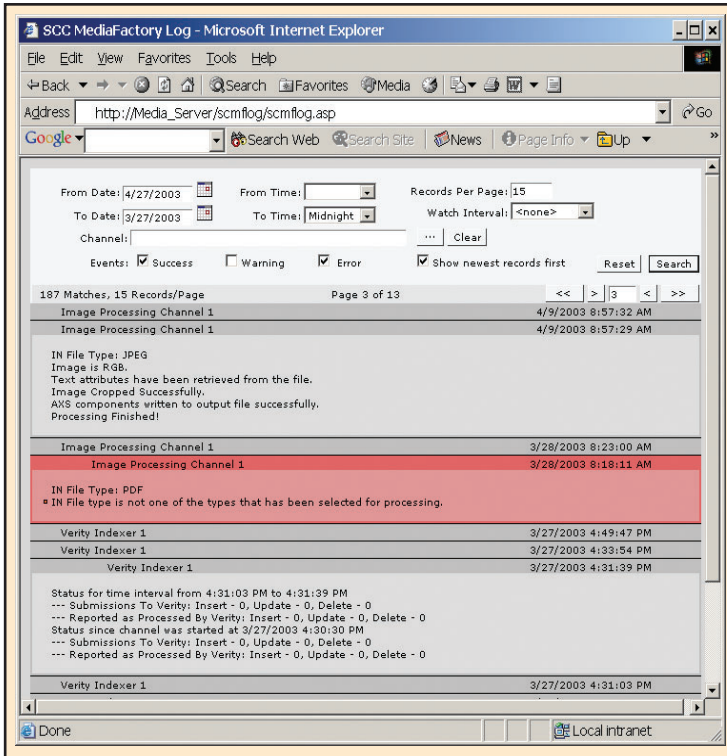 SCC MediaFactory Log - Microsoft Internet Explorer
File Edit View Favorites Tools Help
Back Search Favorites Media
Address http://Media_Server/scmflog/scmflog.asp Go
Google Search Web Search Site News Page Info Up »
From Date: 4/27/2003 From Time: Records Per Page: 15
To Date: 3/27/2003 To Time: Midnight Watch Interval: <none>
Channel: ... Clear
Events: Success Warning Error Show newest records first Reset Search
187 Matches, 15 Records/Page Page 3 of 13 << > 3 < >>
Image Processing Channel 1 4/9/2003 8:57:32 AM
Image Processing Channel 1 4/9/2003 8:57:29 AM
IN File Type: JPEG
Image is RGB.
Text attributes have been retrieved from the file.
Image Cropped Successfully.
AXS components written to output file successfully.
Processing Finished!
Image Processing Channel 1 3/28/2003 8:23:00 AM
Image Processing Channel 1 3/28/2003 8:18:11 AM
IN File Type: PDF
IN File type is not one of the types that has been selected for processing.
Verity Indexer 1 3/27/2003 4:49:47 PM
Verity Indexer 1 3/27/2003 4:33:54 PM
Verity Indexer 1 3/27/2003 4:31:39 PM
Status for time interval from 4:31:03 PM to 4:31:39 PM
--- Submissions To Verity: Insert - 0, Update - 0, Delete - 0
--- Reported as Processed By Verity: Insert - 0, Update - 0, Delete - 0
Status since channel was started at 3/27/2003 4:30:30 PM
--- Submissions To Verity: Insert - 0, Update - 0, Delete - 0
--- Reported as Processed By Verity: Insert - 0, Update - 0, Delete - 0
Verity Indexer 1 3/27/2003 4:31:03 PM
Done Local intranet